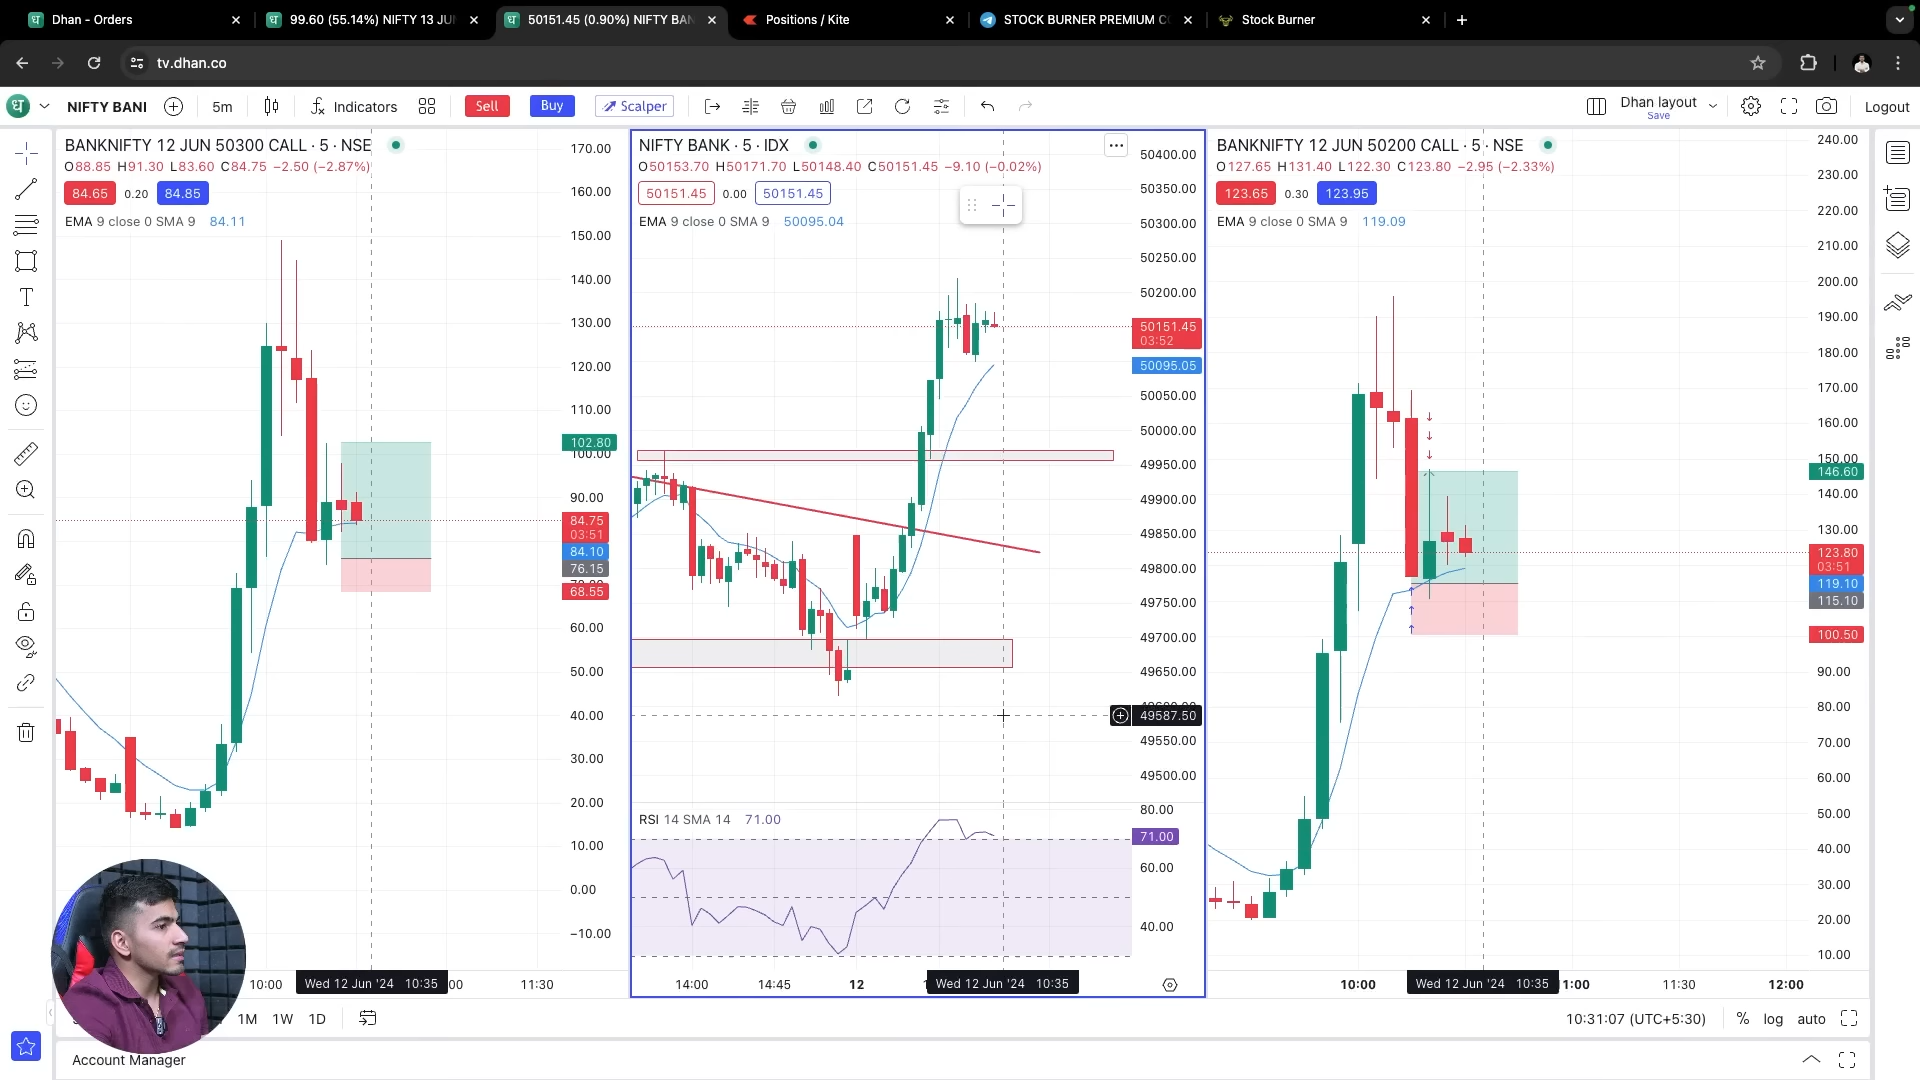 Dhan - Orders
99.60 (55.14%) NIFTY 13 JUN
50151.45 (0.90%) NIFTY BAN
Positions / Kite
STOCK BURNER PREMIUM CO
Stock Burner
tv.dhan.co
NIFTY BANI
5m
Indicators
Sell
Buy
Scalper
Dhan layout
Save
Logout
BANKNIFTY 12 JUN 50300 CALL · 5 · NSE
O88.85 H91.30 L83.60 C84.75 −2.50 (−2.87%)
84.65 0.20 84.85
EMA 9 close 0 SMA 9 84.11
170.00
160.00
150.00
140.00
130.00
120.00
110.00
102.80
100.00
90.00
84.75
03:51
84.10
76.15
68.55
60.00
50.00
40.00
30.00
20.00
10.00
0.00
−10.00
10:00
Wed 12 Jun '24 10:35
:00
11:30
NIFTY BANK · 5 · IDX
O50153.70 H50171.70 L50148.40 C50151.45 −9.10 (−0.02%)
50151.45 0.00 50151.45
EMA 9 close 0 SMA 9 50095.04
50400.00
50350.00
50300.00
50250.00
50200.00
50151.45
03:52
50095.05
50050.00
50000.00
49950.00
49900.00
49850.00
49800.00
49750.00
49700.00
49650.00
49587.50
49550.00
49500.00
RSI 14 SMA 14 71.00
80.00
71.00
60.00
40.00
14:00
14:45
12
Wed 12 Jun '24 10:35
BANKNIFTY 12 JUN 50200 CALL · 5 · NSE
O127.65 H131.40 L122.30 C123.80 −2.95 (−2.33%)
123.65 0.30 123.95
EMA 9 close 0 SMA 9 119.09
240.00
230.00
220.00
210.00
200.00
190.00
180.00
170.00
160.00
150.00
146.60
140.00
130.00
123.80
03:51
119.10
115.10
100.50
90.00
80.00
70.00
60.00
50.00
40.00
30.00
20.00
10.00
10:00
Wed 12 Jun '24 10:35
1:00
11:30
12:00
1M 1W 1D
10:31:07 (UTC+5:30)
% log auto
Account Manager